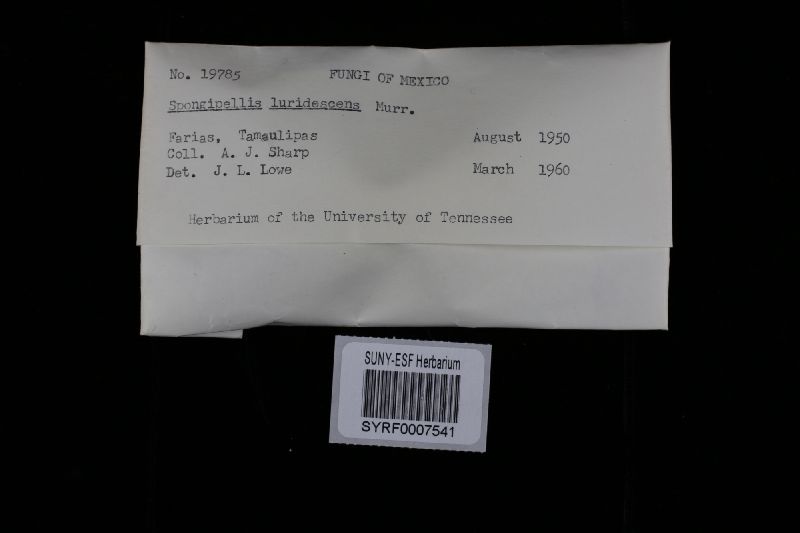 No. 19785 FUNGI OF MEXICO
Spongipellis luridescens Murr.
Farias, Tamaulipas August 1950
Coll. A. J. Sharp
Det. J. L. Lowe March 1960
Herbarium of the University of Tennessee
SUNY-ESF Herbarium
SYRF0007541